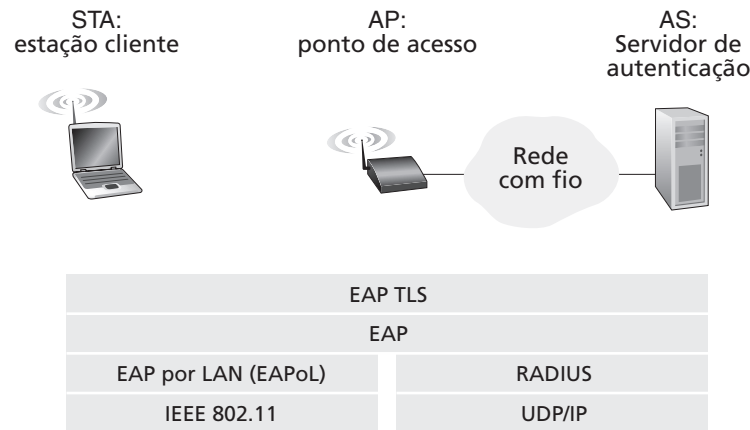 STA:
estação cliente
AP:
ponto de acesso
AS:
Servidor de
autenticação
Rede
com fio
EAP TLS
EAP
EAP por LAN (EAPoL)
RADIUS
IEEE 802.11
UDP/IP